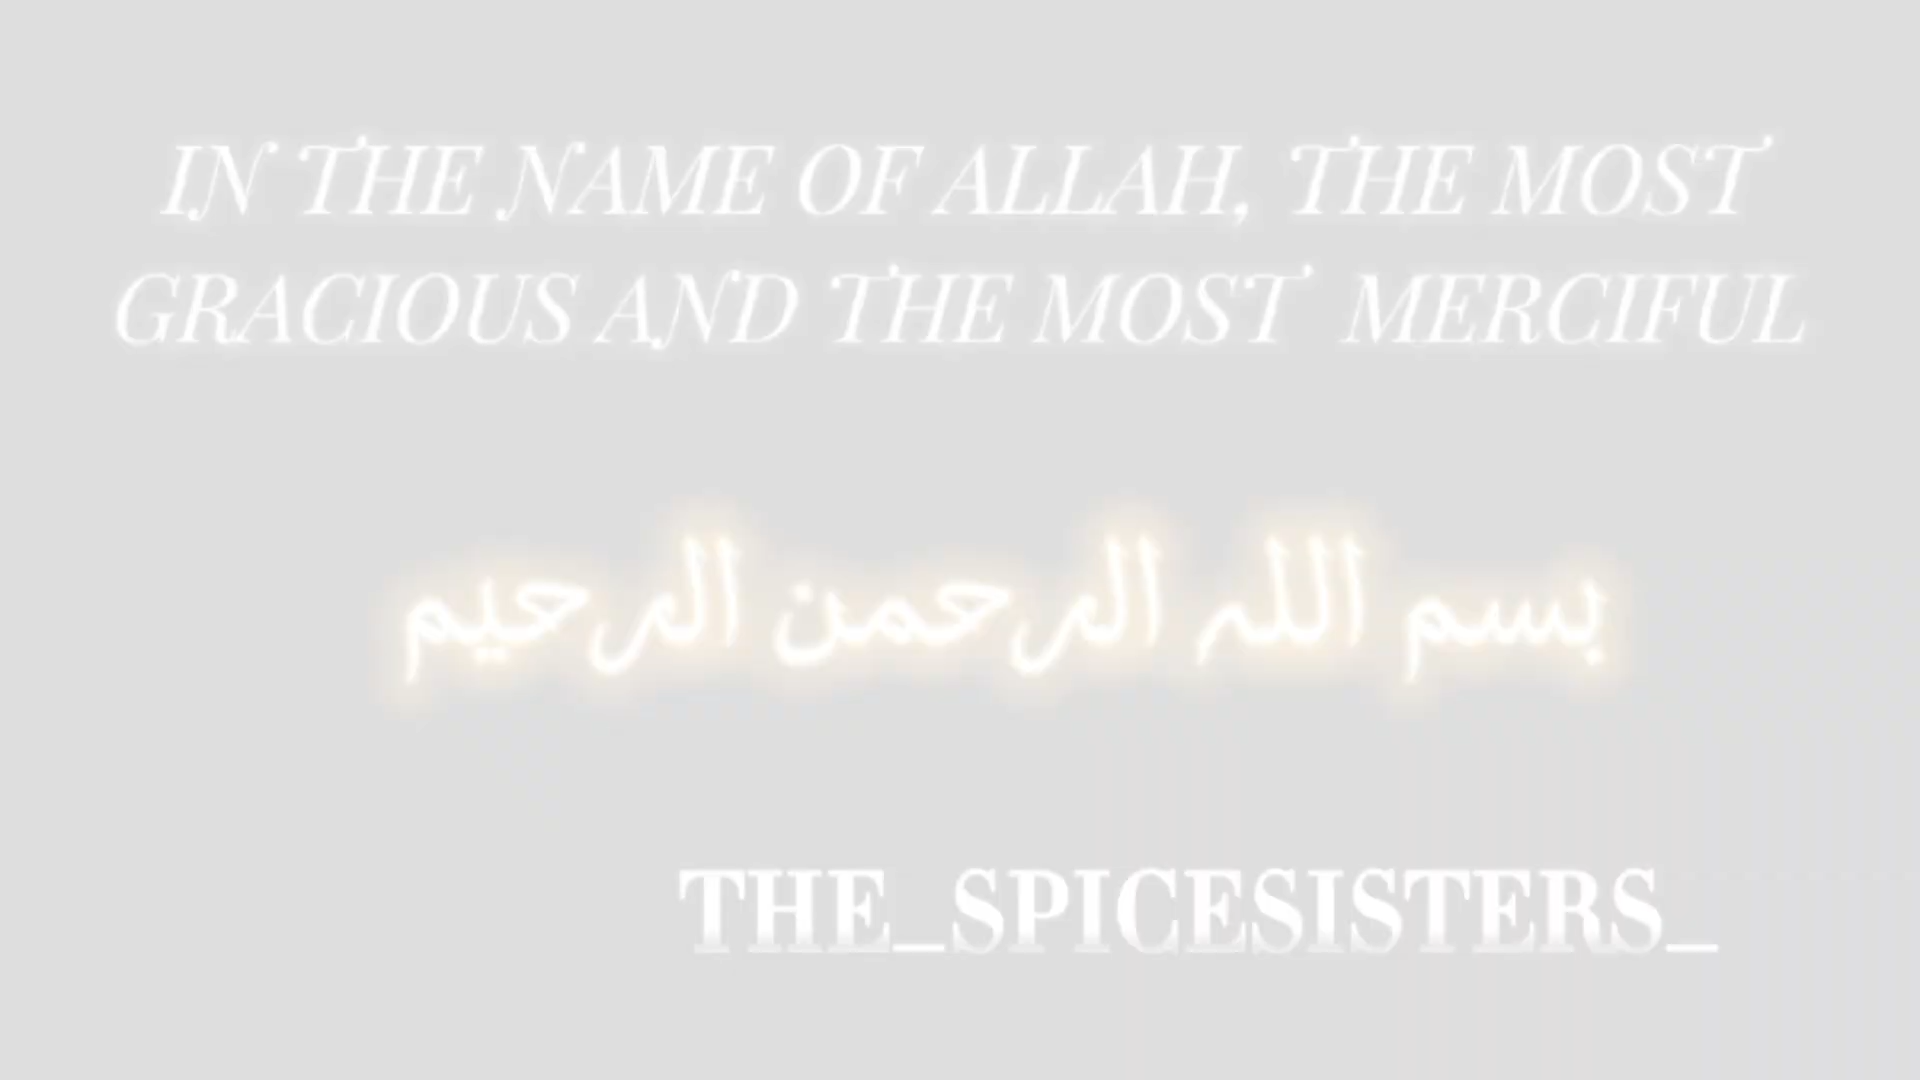 IN THE NAME OF ALLAH, THE MOST
GRACIOUS AND THE MOST MERCIFUL
بسم الله الرحمن الرحيم
THE_SPICESISTERS_